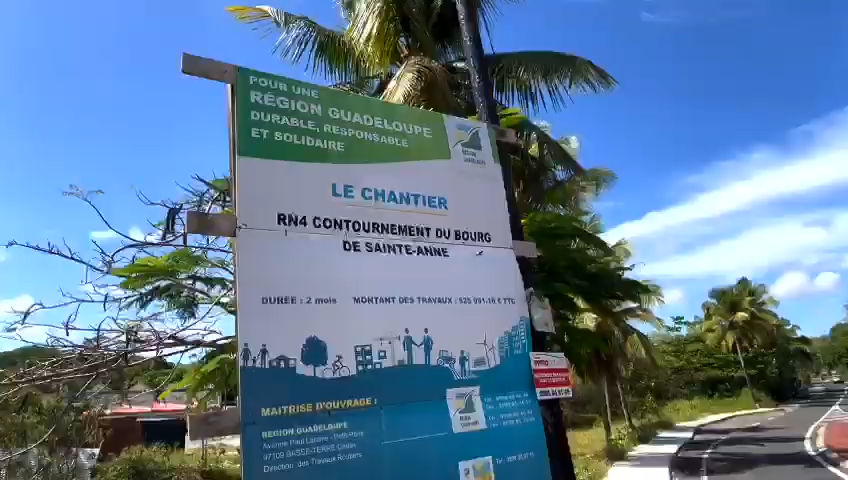 POUR UNE
RÉGION GUADELOUPE
DURABLE, RESPONSABLE
ET SOLIDAIRE
LE CHANTIER
RN4 CONTOURNEMENT DU BOURG
DE SAINTE-ANNE
DURÉE : 2 mois MONTANT DES TRAVAUX : 520 091.16 € TTC
MAITRISE D'OUVRAGE :
REGION GUADELOUPE
Avenue Paul Lacavé - Petit-Paris
97109 BASSE-TERRE Cedex
Direction des Travaux Routiers